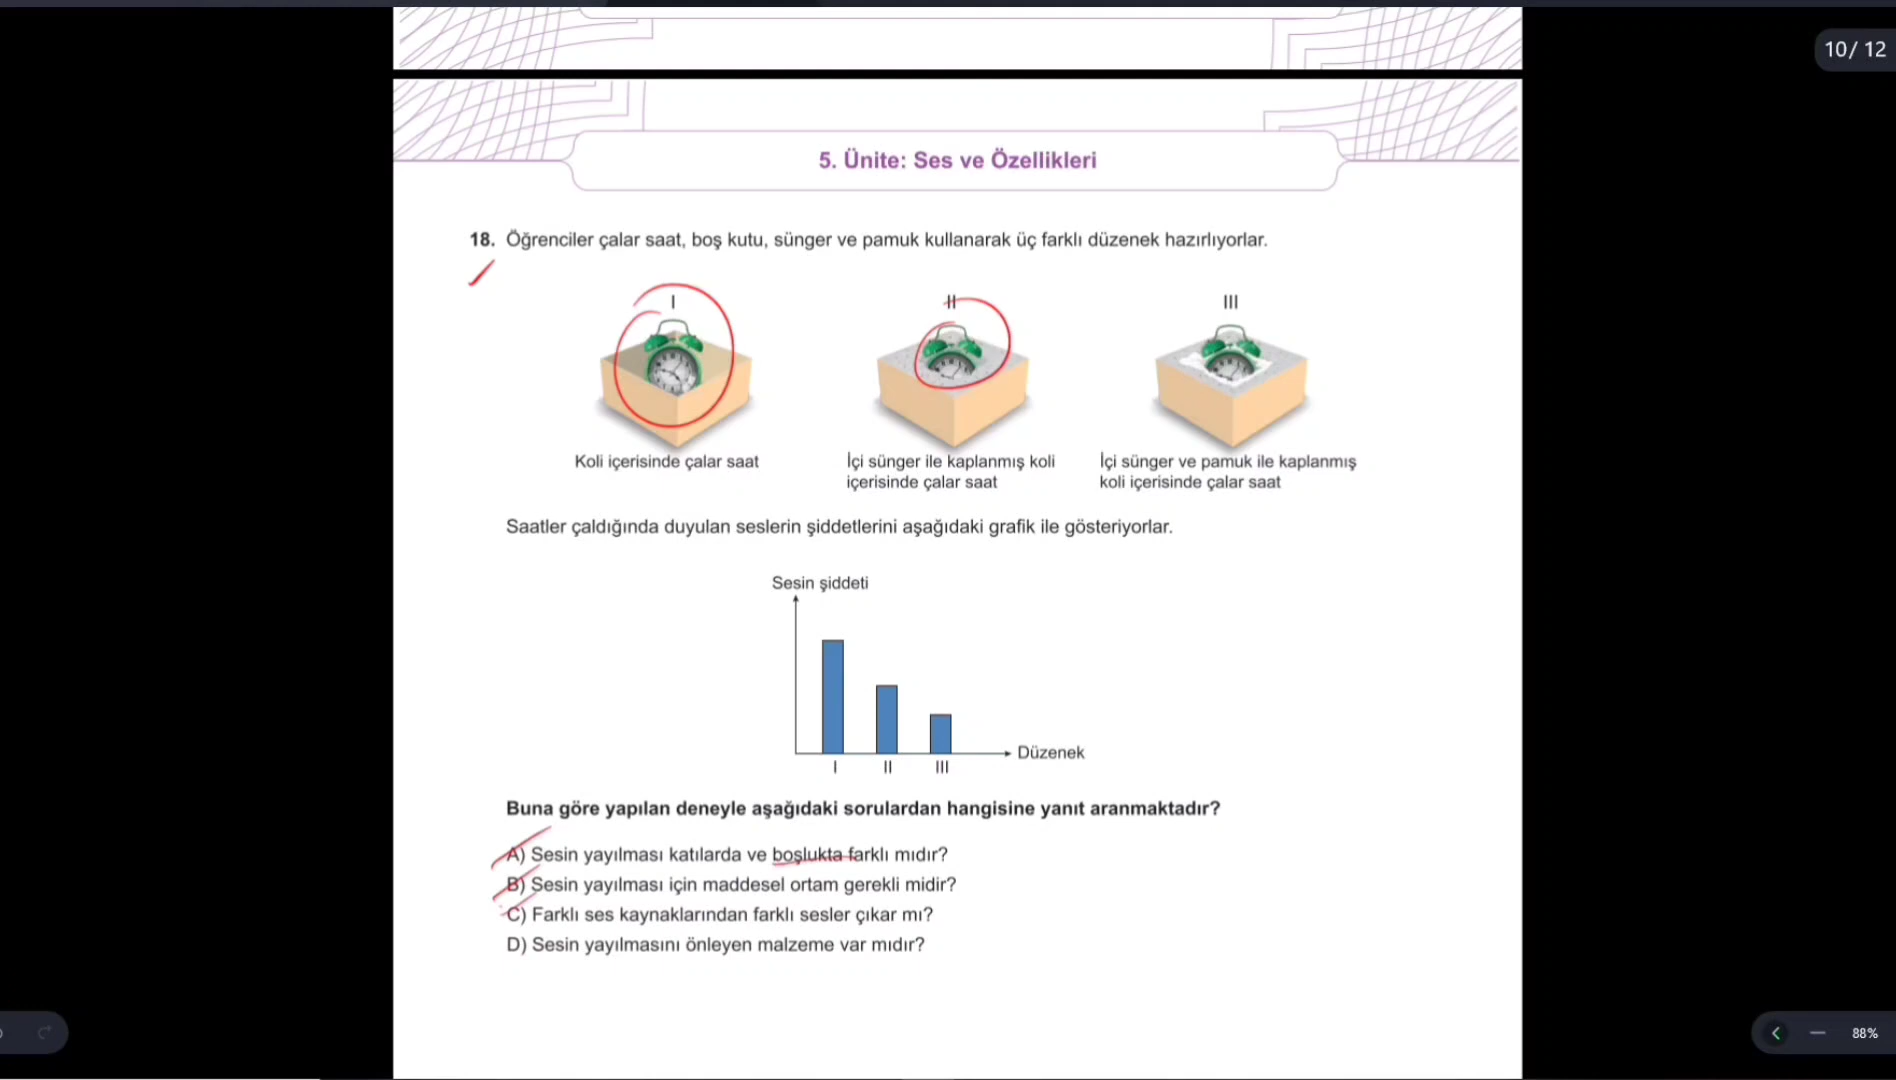 10/ 12
5. Ünite: Ses ve Özellikleri
18. Öğrenciler çalar saat, boş kutu, sünger ve pamuk kullanarak üç farklı düzenek hazırlıyorlar.
I
II
III
Koli içerisinde çalar saat
İçi sünger ile kaplanmış koli
içerisinde çalar saat
İçi sünger ve pamuk ile kaplanmış
koli içerisinde çalar saat
Saatler çaldığında duyulan seslerin şiddetlerini aşağıdaki grafik ile gösteriyorlar.
Sesin şiddeti
Düzenek
I
II
III
Buna göre yapılan deneyle aşağıdaki sorulardan hangisine yanıt aranmaktadır?
A) Sesin yayılması katılarda ve boşlukta farklı mıdır?
B) Sesin yayılması için maddesel ortam gerekli midir?
C) Farklı ses kaynaklarından farklı sesler çıkar mı?
D) Sesin yayılmasını önleyen malzeme var mıdır?
88%